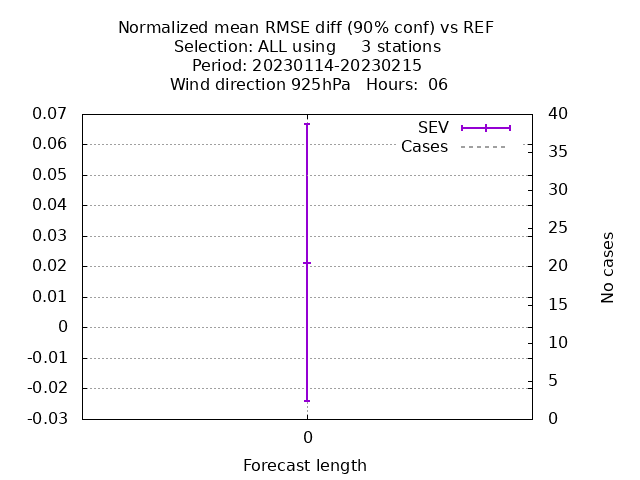 Normalized mean RMSE diff (90% conf) vs REF
Selection: ALL using     3 stations
Period: 20230114-20230215
Wind direction 925hPa   Hours:  06
0.07
0.06
0.05
0.04
0.03
0.02
0.01
0
-0.01
-0.02
-0.03
SEV
Cases
40
35
30
25
20
15
10
5
0
No cases
0
Forecast length